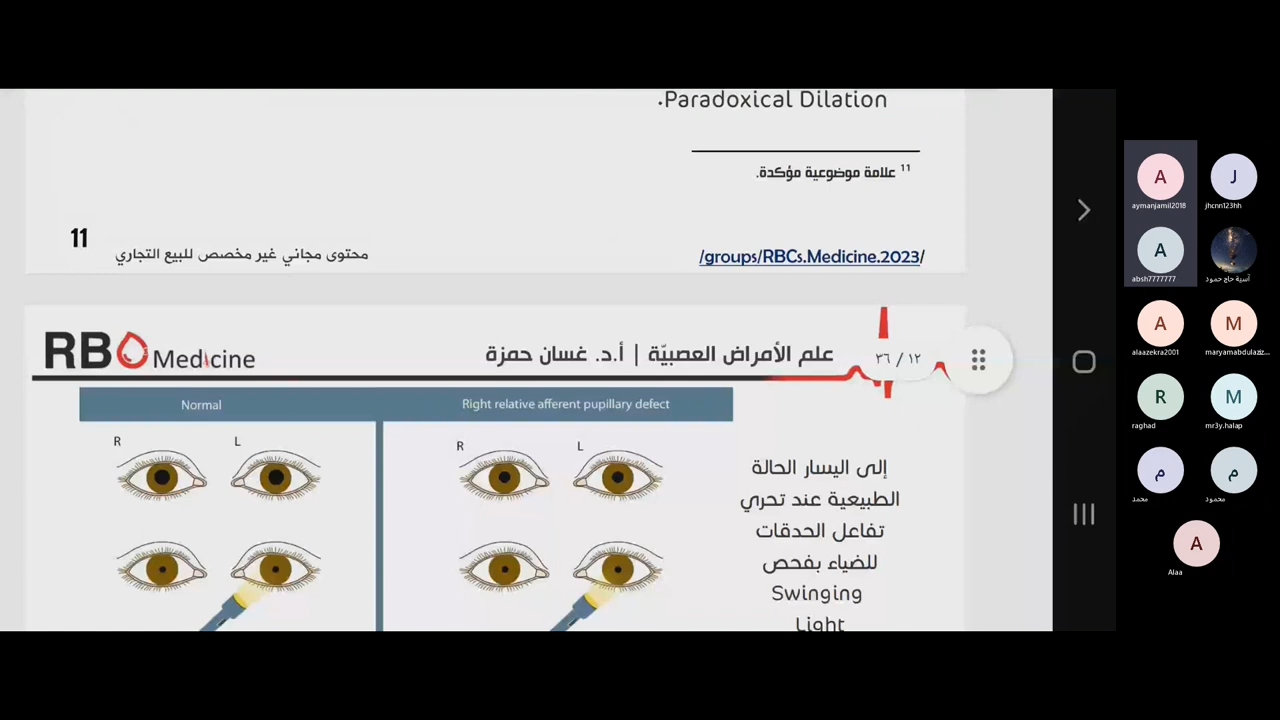 .Paradoxical Dilation
11 علامة موضوعية مؤكدة.
11
محتوى مجاني غير مخصص للبيع التجاري
/groups/RBCs.Medicine.2023/
RB Medicine
علم الأمراض العصبيّة | أ.د. غسان حمزة
١٢ / ٣٦
Normal
Right relative afferent pupillary defect
R
L
R
L
إلى اليسار الحالة
الطبيعية عند تحري
تفاعل الحدقات
للضياء بفحص
Swinging
Light
A
aymanjamil2018
J
jhcnn123hh
A
absh7777777
آسية حاج حمود
A
alaazekra2001
M
maryamabdulaziz...
R
raghad
M
mr3y.halap
م
محمد
م
محمود
A
Alaa